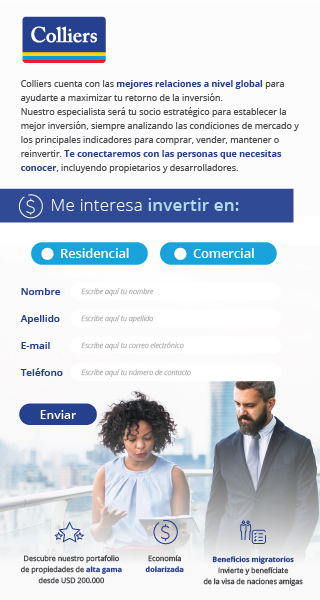 Colliers
Colliers cuenta con las mejores relaciones a nivel global para
ayudarte a maximizar tu retorno de la inversión.
Nuestro especialista será tu socio estratégico para establecer la
mejor inversión, siempre analizando las condiciones de mercado y
los principales indicadores para comprar, vender, mantener o
reinvertir. Te conectaremos con las personas que necesitas
conocer, incluyendo propietarios y desarrolladores.
Me interesa invertir en:
Residencial Comercial
Nombre Escribe aquí tu nombre
Apellido Escribe aquí tu apellido
E-mail Escribe aquí tu correo electrónico
Teléfono Escribe aquí tu número de contacto
Enviar
Descubre nuestro portafolio
de propiedades de alta gama
desde USD 200.000
Economía
dolarizada
Beneficios migratorios
Invierte y benefíciate
de la visa de naciones amigas